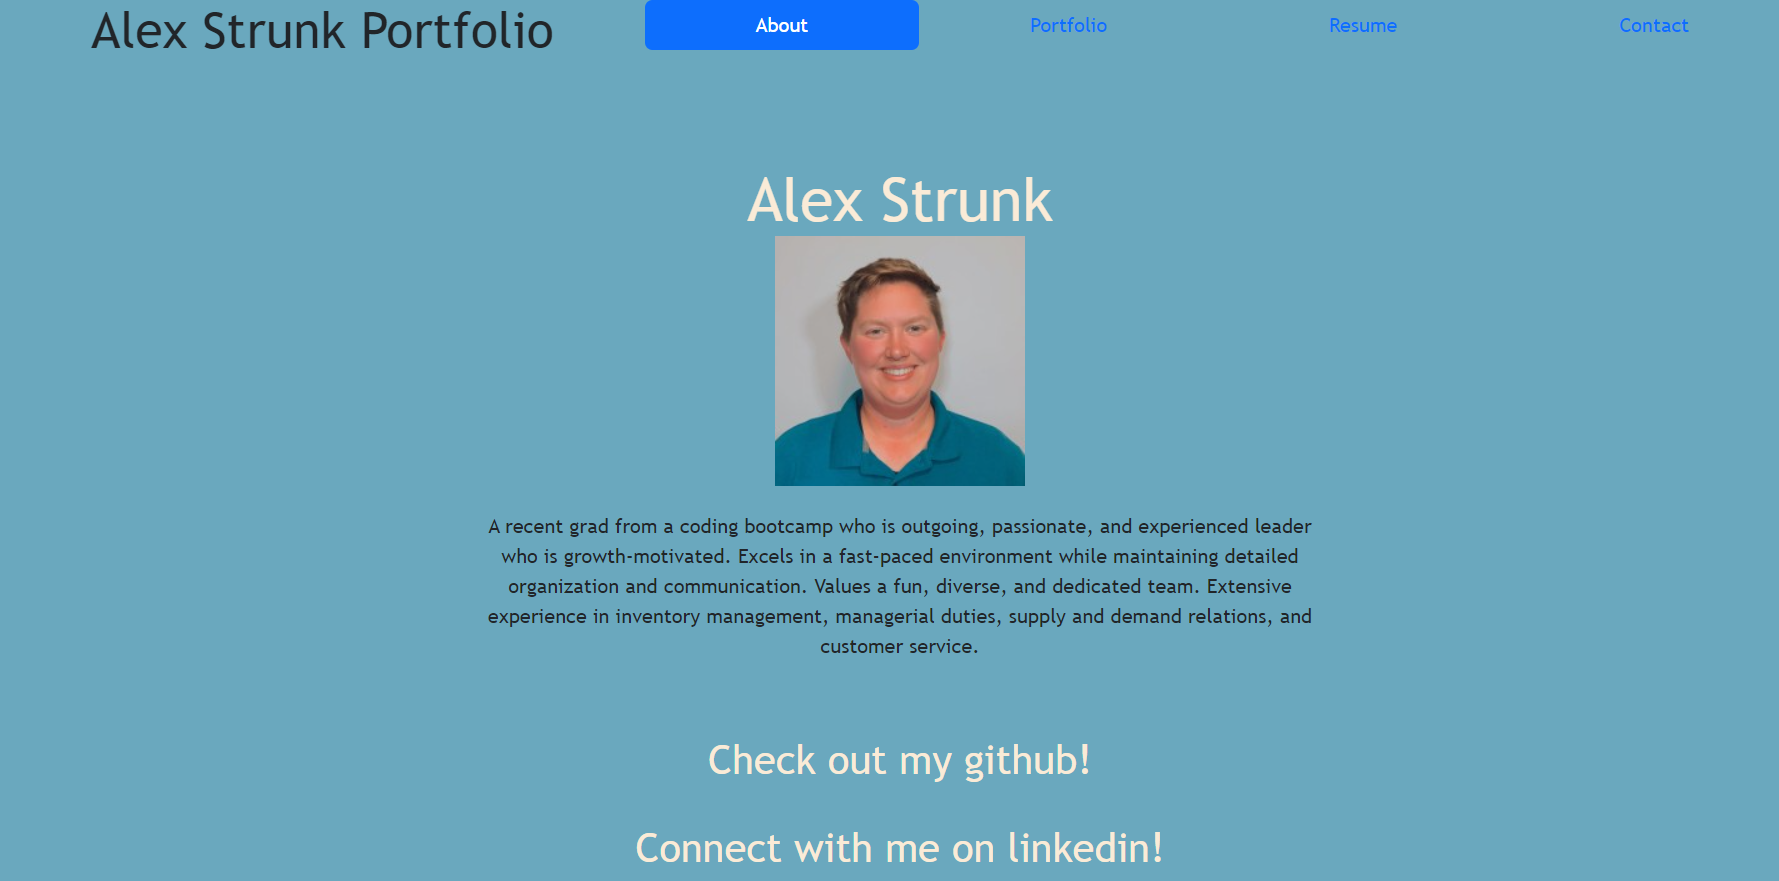 Alex Strunk Portfolio
About
Portfolio
Resume
Contact
Alex Strunk
A recent grad from a coding bootcamp who is outgoing, passionate, and experienced leader
who is growth-motivated. Excels in a fast-paced environment while maintaining detailed
organization and communication. Values a fun, diverse, and dedicated team. Extensive
experience in inventory management, managerial duties, supply and demand relations, and
customer service.
Check out my github!
Connect with me on linkedin!